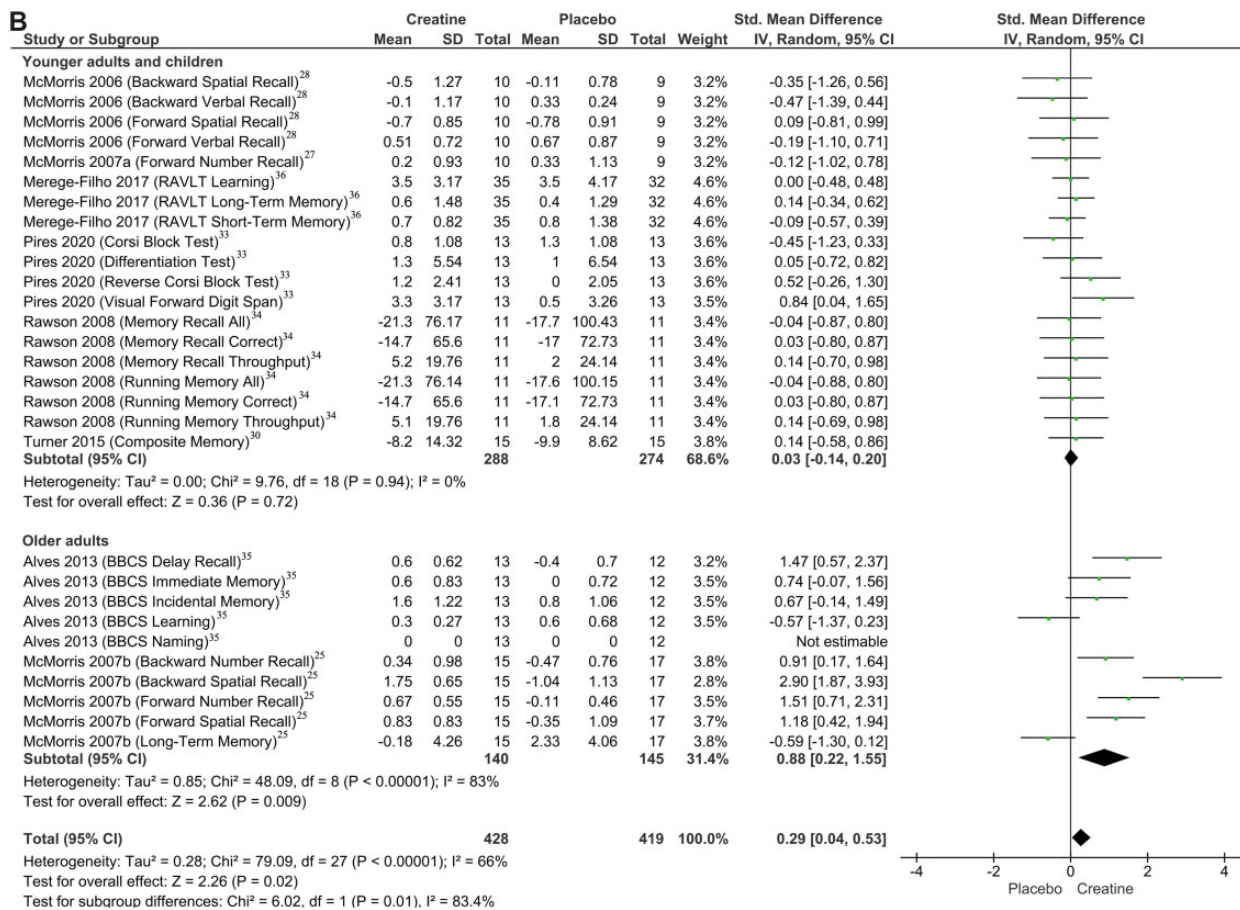 B
Creatine Placebo Std. Mean Difference Std. Mean Difference
Study or Subgroup Mean SD Total Mean SD Total Weight IV, Random, 95% CI IV, Random, 95% CI
Younger adults and children
McMorris 2006 (Backward Spatial Recall)28 -0.5 1.27 10 -0.11 0.78 9 3.2% -0.35 [-1.26, 0.56]
McMorris 2006 (Backward Verbal Recall)28 -0.1 1.17 10 0.33 0.24 9 3.2% -0.47 [-1.39, 0.44]
McMorris 2006 (Forward Spatial Recall)28 -0.7 0.85 10 -0.78 0.91 9 3.2% 0.09 [-0.81, 0.99]
McMorris 2006 (Forward Verbal Recall)28 0.51 0.72 10 0.67 0.87 9 3.2% -0.19 [-1.10, 0.71]
McMorris 2007a (Forward Number Recall)27 0.2 0.93 10 0.33 1.13 9 3.2% -0.12 [-1.02, 0.78]
Merege-Filho 2017 (RAVLT Learning)36 3.5 3.17 35 3.5 4.17 32 4.6% 0.00 [-0.48, 0.48]
Merege-Filho 2017 (RAVLT Long-Term Memory)36 0.6 1.48 35 0.4 1.29 32 4.6% 0.14 [-0.34, 0.62]
Merege-Filho 2017 (RAVLT Short-Term Memory)36 0.7 0.82 35 0.8 1.38 32 4.6% -0.09 [-0.57, 0.39]
Pires 2020 (Corsi Block Test)33 0.8 1.08 13 1.3 1.08 13 3.6% -0.45 [-1.23, 0.33]
Pires 2020 (Differentiation Test)33 1.3 5.54 13 1 6.54 13 3.6% 0.05 [-0.72, 0.82]
Pires 2020 (Reverse Corsi Block Test)33 1.2 2.41 13 0 2.05 13 3.6% 0.52 [-0.26, 1.30]
Pires 2020 (Visual Forward Digit Span)33 3.3 3.17 13 0.5 3.26 13 3.5% 0.84 [0.04, 1.65]
Rawson 2008 (Memory Recall All)34 -21.3 76.17 11 -17.7 100.43 11 3.4% -0.04 [-0.87, 0.80]
Rawson 2008 (Memory Recall Correct)34 -14.7 65.6 11 -17 72.73 11 3.4% 0.03 [-0.80, 0.87]
Rawson 2008 (Memory Recall Throughput)34 5.2 19.76 11 2 24.14 11 3.4% 0.14 [-0.70, 0.98]
Rawson 2008 (Running Memory All)34 -21.3 76.14 11 -17.6 100.15 11 3.4% -0.04 [-0.88, 0.80]
Rawson 2008 (Running Memory Correct)34 -14.7 65.6 11 -17.1 72.73 11 3.4% 0.03 [-0.80, 0.87]
Rawson 2008 (Running Memory Throughput)34 5.1 19.76 11 1.8 24.14 11 3.4% 0.14 [-0.69, 0.98]
Turner 2015 (Composite Memory)30 -8.2 14.32 15 -9.9 8.62 15 3.8% 0.14 [-0.58, 0.86]
Subtotal (95% CI) 288 274 68.6% 0.03 [-0.14, 0.20]
Heterogeneity: Tau² = 0.00; Chi² = 9.76, df = 18 (P = 0.94); I² = 0%
Test for overall effect: Z = 0.36 (P = 0.72)
Older adults
Alves 2013 (BBCS Delay Recall)35 0.6 0.62 13 -0.4 0.7 12 3.2% 1.47 [0.57, 2.37]
Alves 2013 (BBCS Immediate Memory)35 0.6 0.83 13 0 0.72 12 3.5% 0.74 [-0.07, 1.56]
Alves 2013 (BBCS Incidental Memory)35 1.6 1.22 13 0.8 1.06 12 3.5% 0.67 [-0.14, 1.49]
Alves 2013 (BBCS Learning)35 0.3 0.27 13 0.6 0.68 12 3.5% -0.57 [-1.37, 0.23]
Alves 2013 (BBCS Naming)35 0 0 13 0 0 12 Not estimable
McMorris 2007b (Backward Number Recall)25 0.34 0.98 15 -0.47 0.76 17 3.8% 0.91 [0.17, 1.64]
McMorris 2007b (Backward Spatial Recall)25 1.75 0.65 15 -1.04 1.13 17 2.8% 2.90 [1.87, 3.93]
McMorris 2007b (Forward Number Recall)25 0.67 0.55 15 -0.11 0.46 17 3.5% 1.51 [0.71, 2.31]
McMorris 2007b (Forward Spatial Recall)25 0.83 0.83 15 -0.35 1.09 17 3.7% 1.18 [0.42, 1.94]
McMorris 2007b (Long-Term Memory)25 -0.18 4.26 15 2.33 4.06 17 3.8% -0.59 [-1.30, 0.12]
Subtotal (95% CI) 140 145 31.4% 0.88 [0.22, 1.55]
Heterogeneity: Tau² = 0.85; Chi² = 48.09, df = 8 (P < 0.00001); I² = 83%
Test for overall effect: Z = 2.62 (P = 0.009)
Total (95% CI) 428 419 100.0% 0.29 [0.04, 0.53]
Heterogeneity: Tau² = 0.28; Chi² = 79.09, df = 27 (P < 0.00001); I² = 66%
Test for overall effect: Z = 2.26 (P = 0.02)
Test for subgroup differences: Chi² = 6.02, df = 1 (P = 0.01), I² = 83.4%
-4 -2 0 2 4
Placebo Creatine